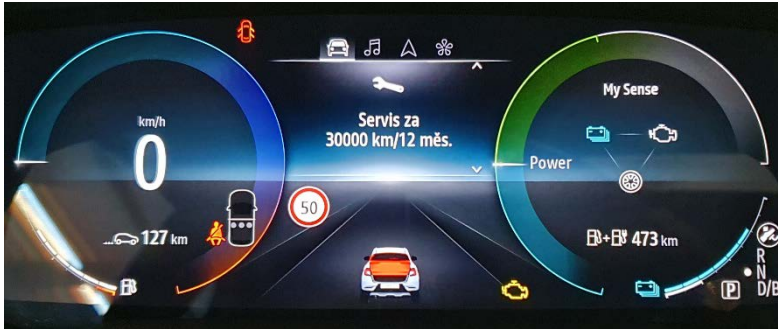 km/h
0
...127 km
Servis za
30000 km/12 měs.
50
My Sense
Power
473 km
R
N
D/B
P